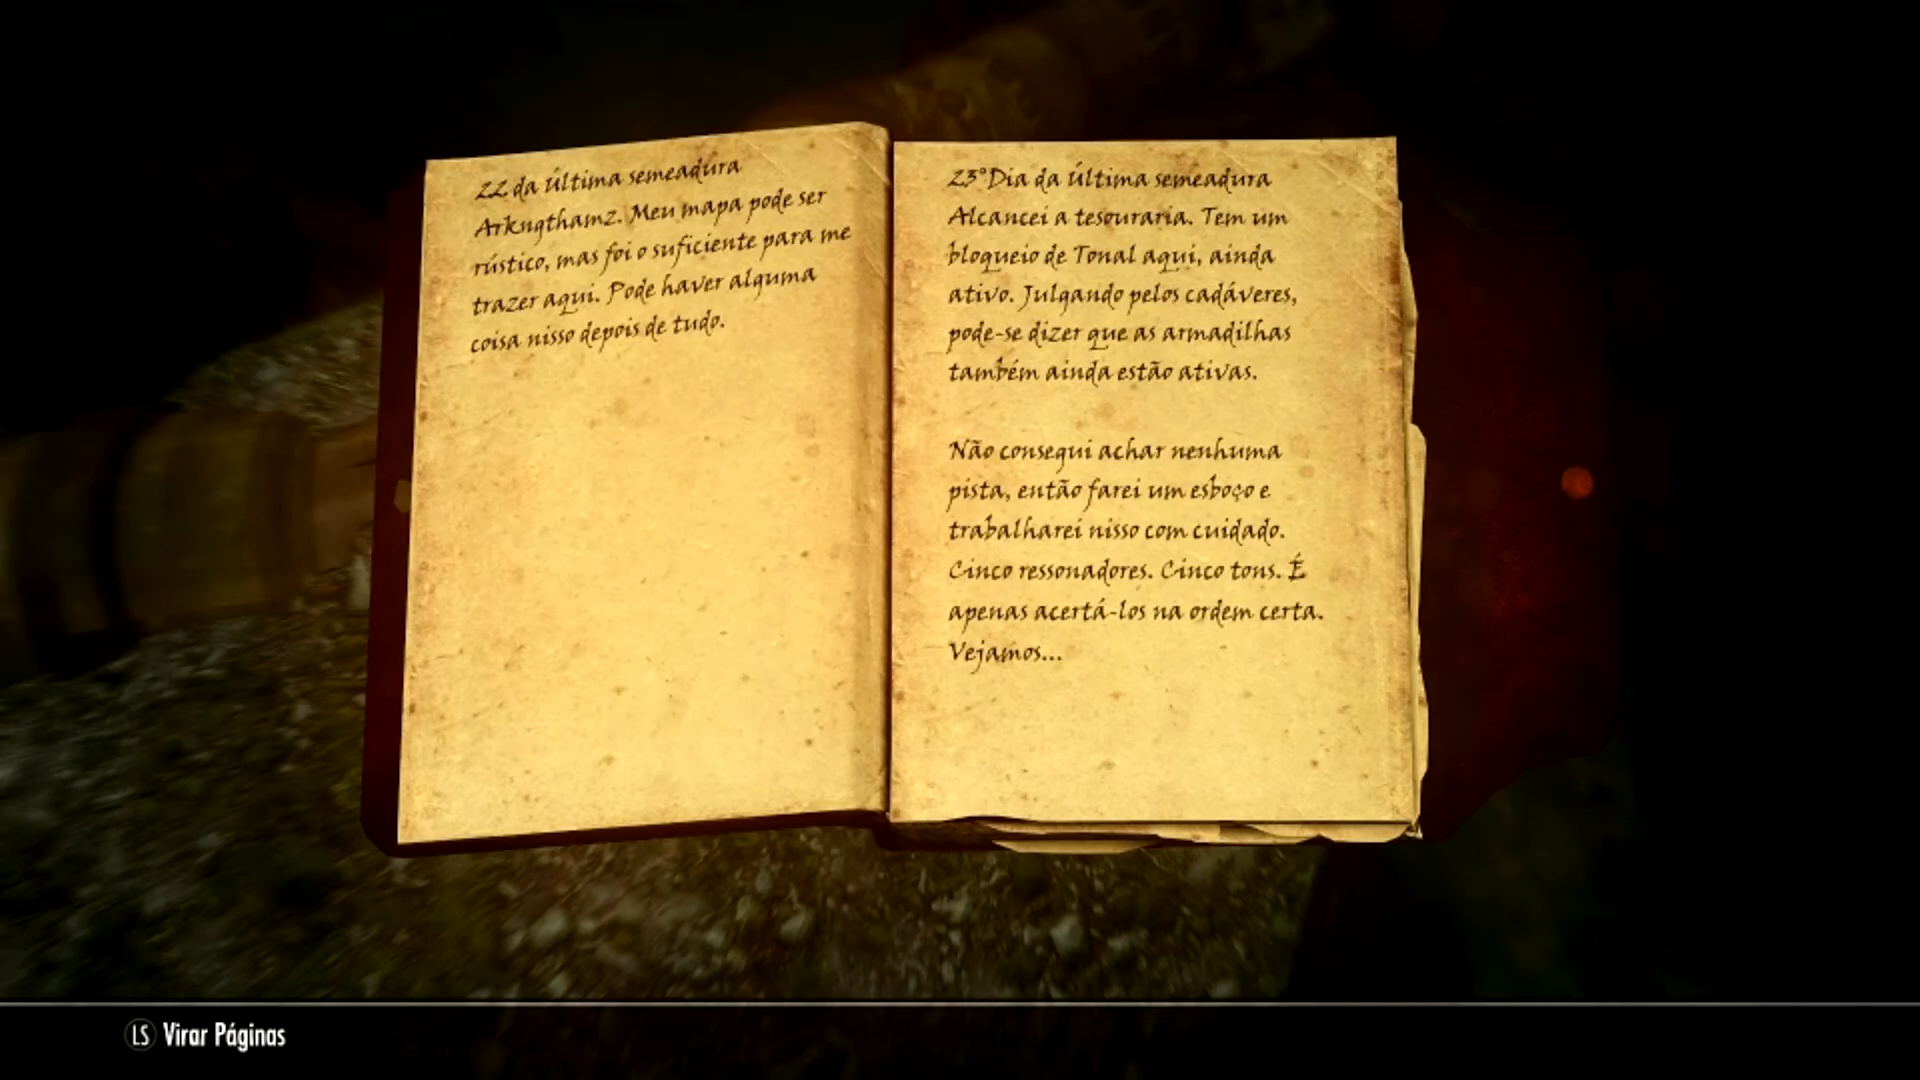 22 da Última semeadura
Arkngthamz. Meu mapa pode ser
rústico, mas foi o suficiente para me
trazer aqui. Pode haver alguma
coisa nisso depois de tudo.
23°Dia da Última semeadura
Alcancei a tesouraria. Tem um
bloqueio de Tonal aqui, ainda
ativo. Julgando pelos cadáveres,
pode-se dizer que as armadilhas
também ainda estão ativas.
Não consegui achar nenhuma
pista, então farei um esboço e
trabalharei nisso com cuidado.
Cinco ressonadores. Cinco tons. É
apenas acertá-los na ordem certa.
Vejamos...
LS Virar Páginas